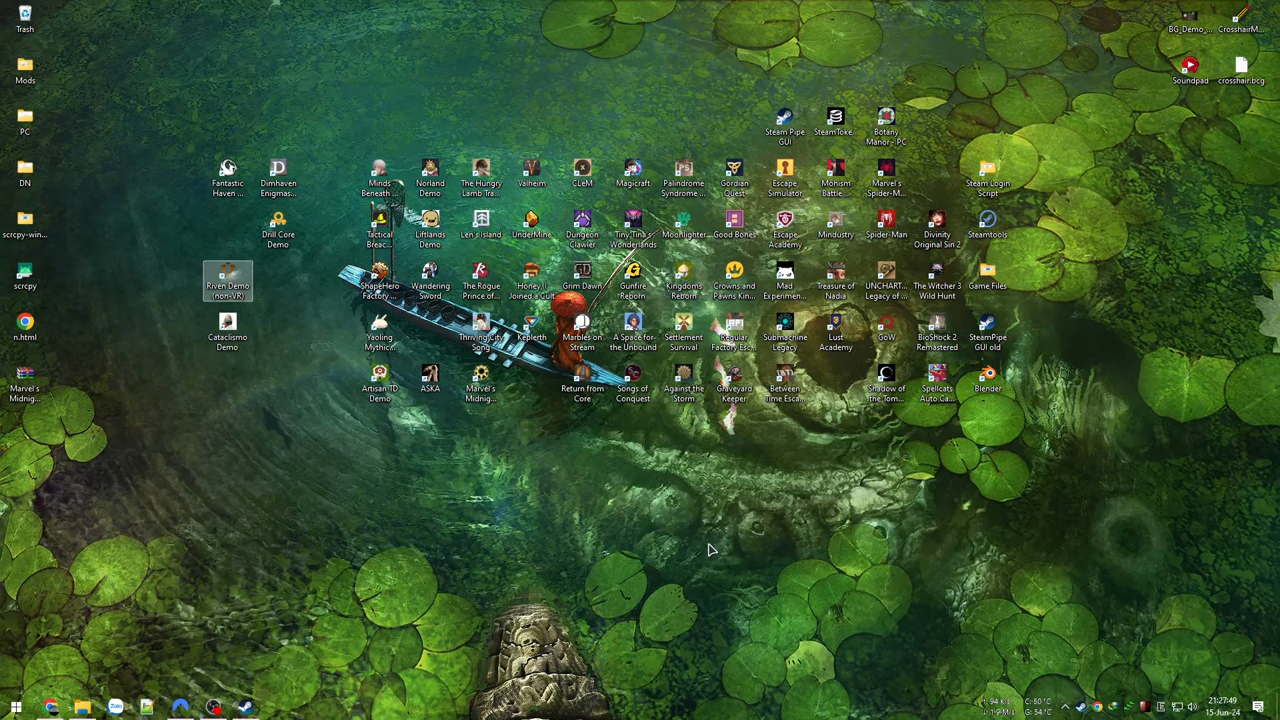 Trash
Mods
PC
DN
scrcpy-win...
scrcpy
n.html
Marvel's
Midnig...
BG_Demo_...
CrosshairM...
Soundpad
crosshair.bcg
Steam Pipe
GUI
SteamToke...
Botany
Manor - PC
Fantastic
Haven ...
Dimhaven
Enigmas...
Minds
Beneath ...
Norland
Demo
The Hungry
Lamb Tra...
Valheim
CLeM
Magicraft
Palindrome
Syndrome ...
Gordian
Quest
Escape
Simulator
Mohism
Battle ...
Marvel's
Spider-M...
Steam Login
Script
Drill Core
Demo
Tactical
Breac...
Liftlands
Demo
Len's Island
UnderMine
Dungeon
Clawler
Tiny Tina's
Wonderlands
Moonlighter
Good Bones
Escape
Academy
Mindustry
Spider-Man
Divinity
Original Sin 2
Steamtools
Riven Demo
(non-VR)
ShapeHero
Factory ...
Wandering
Sword
The Rogue
Prince of...
Honey, I
Joined a Cult
Grim Dawn
Gunfire
Reborn
Kingdoms
Reborn
Crowns and
Pawns Kin...
Mad
Experimen...
Treasure of
Nadia
UNCHART...
Legacy of ...
The Witcher 3
Wild Hunt
Game Files
Cataclismo
Demo
Yaoling
Mythic...
Thriving City
Song
Keplerth
Marbles on
Stream
A Space for
the Unbound
Settlement
Survival
Regular
Factory Esc...
Submachine
Legacy
Lust
Academy
GoW
BioShock 2
Remastered
SteamPipe
GUI old
Artisan TD
Demo
ASKA
Marvel's
Midnig...
Return from
Core
Songs of
Conquest
Against the
Storm
Graveyard
Keeper
Between
Time Esca...
Shadow of
the Tom...
Spellcats
Auto Ca...
Blender
Zalo
C: 50°C
G: 54°C
21:27:49
15-Jun-24